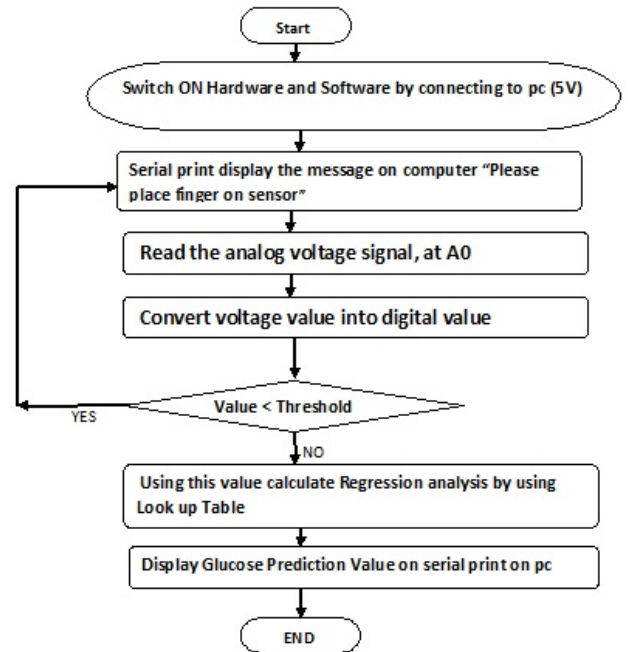 Start
Switch ON Hardware and Software by connecting to pc (5V)
Serial print display the message on computer “Please
place finger on sensor”
Read the analog voltage signal, at A0
Convert voltage value into digital value
Value < Threshold
YES
NO
Using this value calculate Regression analysis by using
Look up Table
Display Glucose Prediction Value on serial print on pc
END